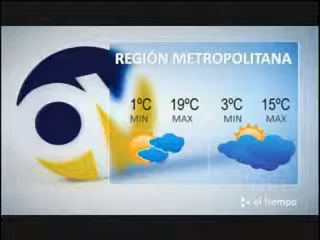 REGIÓN METROPOLITANA
1ºC 19ºC 3ºC 15ºC
MIN MAX MIN MAX
el tiempo